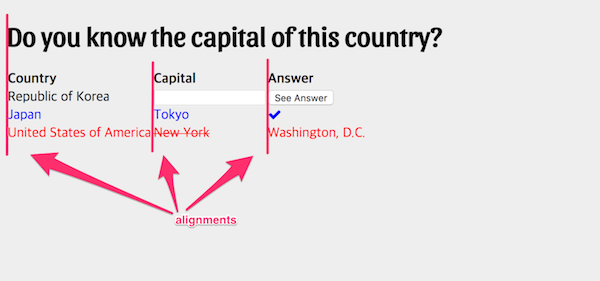 Do you know the capital of this country?
Country Capital Answer
Republic of Korea See Answer
Japan Tokyo ✔
United States of America New York Washington, D.C.
alignments